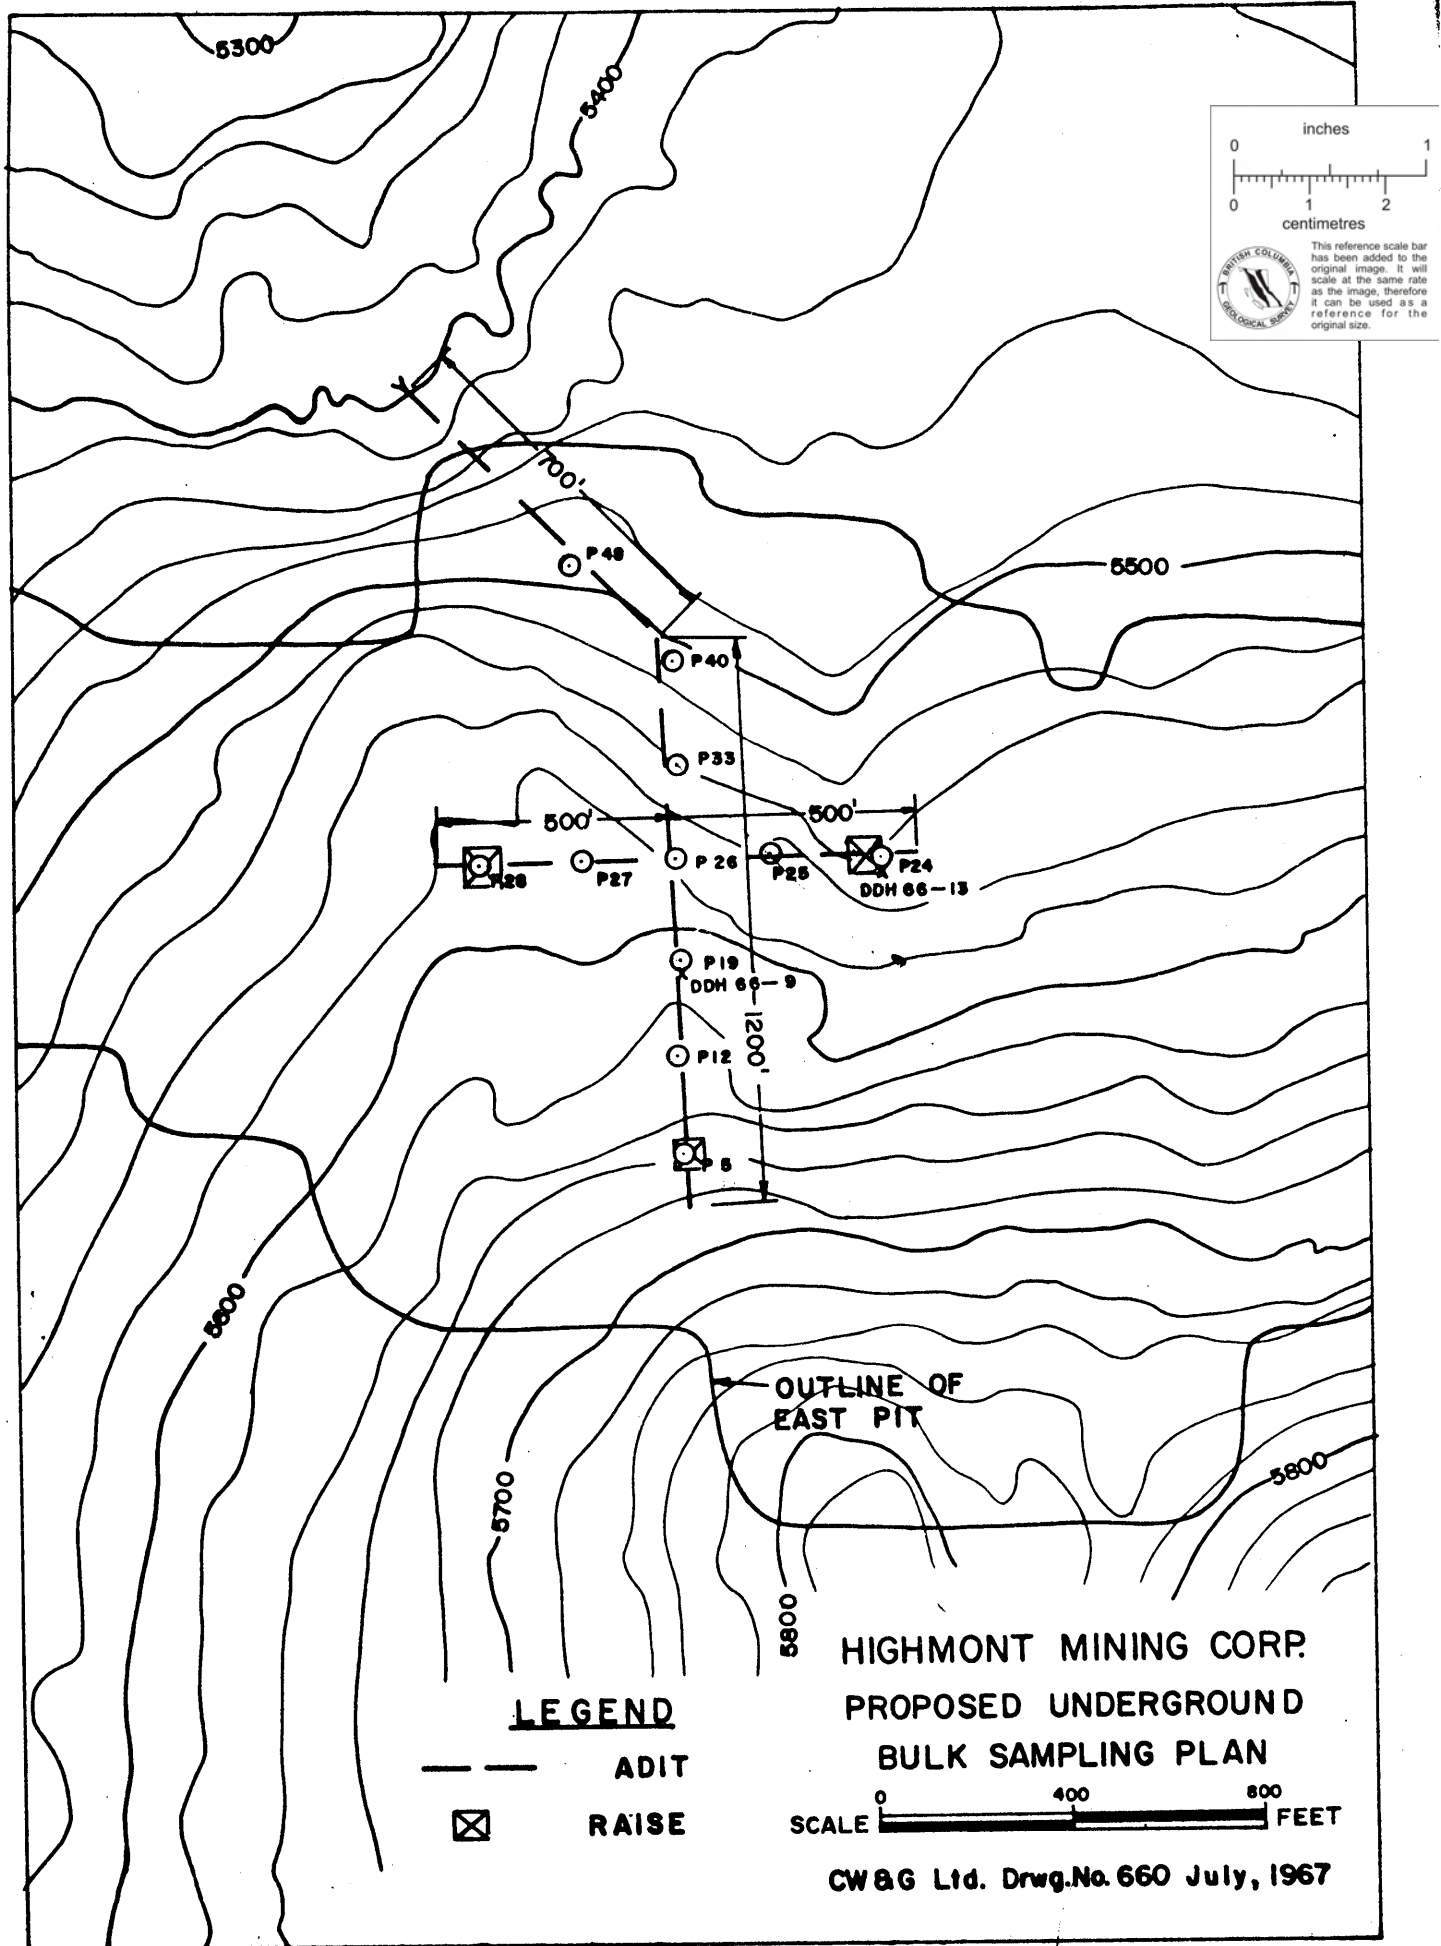 5300
5400
inches
0 1
0 1 2
centimetres
BRITISH COLUMBIA
GEOLOGICAL SURVEY
This reference scale bar
has been added to the
original image. It will
scale at the same rate
as the image, therefore
it can be used as a
reference for the
original size.
700'
P 48
5500
P40
P33
500' 500'
P28
P27
P 26
P25
P24
DDH 66-13
P19
DDH 66-9
1200'
P12
P 5
5600
OUTLINE OF
EAST PIT
5700
5800
5800
HIGHMONT MINING CORP.
PROPOSED UNDERGROUND
BULK SAMPLING PLAN
LEGEND
ADIT
RAISE
0 400 800
SCALE FEET
CW&G Ltd. Drwg.No. 660 July, 1967